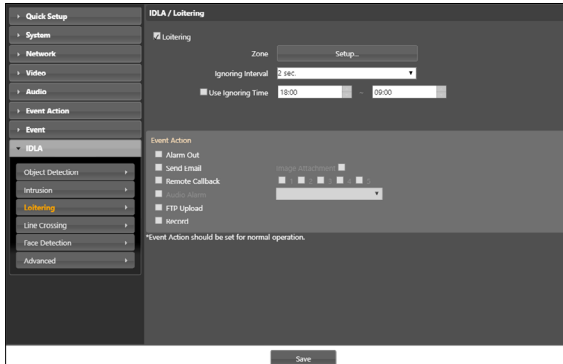 Quick Setup
System
Network
Video
Audio
Event Action
Event
IDLA
Object Detection
Intrusion
Loitering
Line Crossing
Face Detection
Advanced
IDLA / Loitering
Loitering
Zone Setup...
Ignoring Interval 2 sec.
Use Ignoring Time 18:00 ~ 09:00
Event Action
Alarm Out
Send Email Image Attachment
Remote Callback 1 2 3 4 5
Audio Alarm
FTP Upload
Record
*Event Action should be set for normal operation.
Save